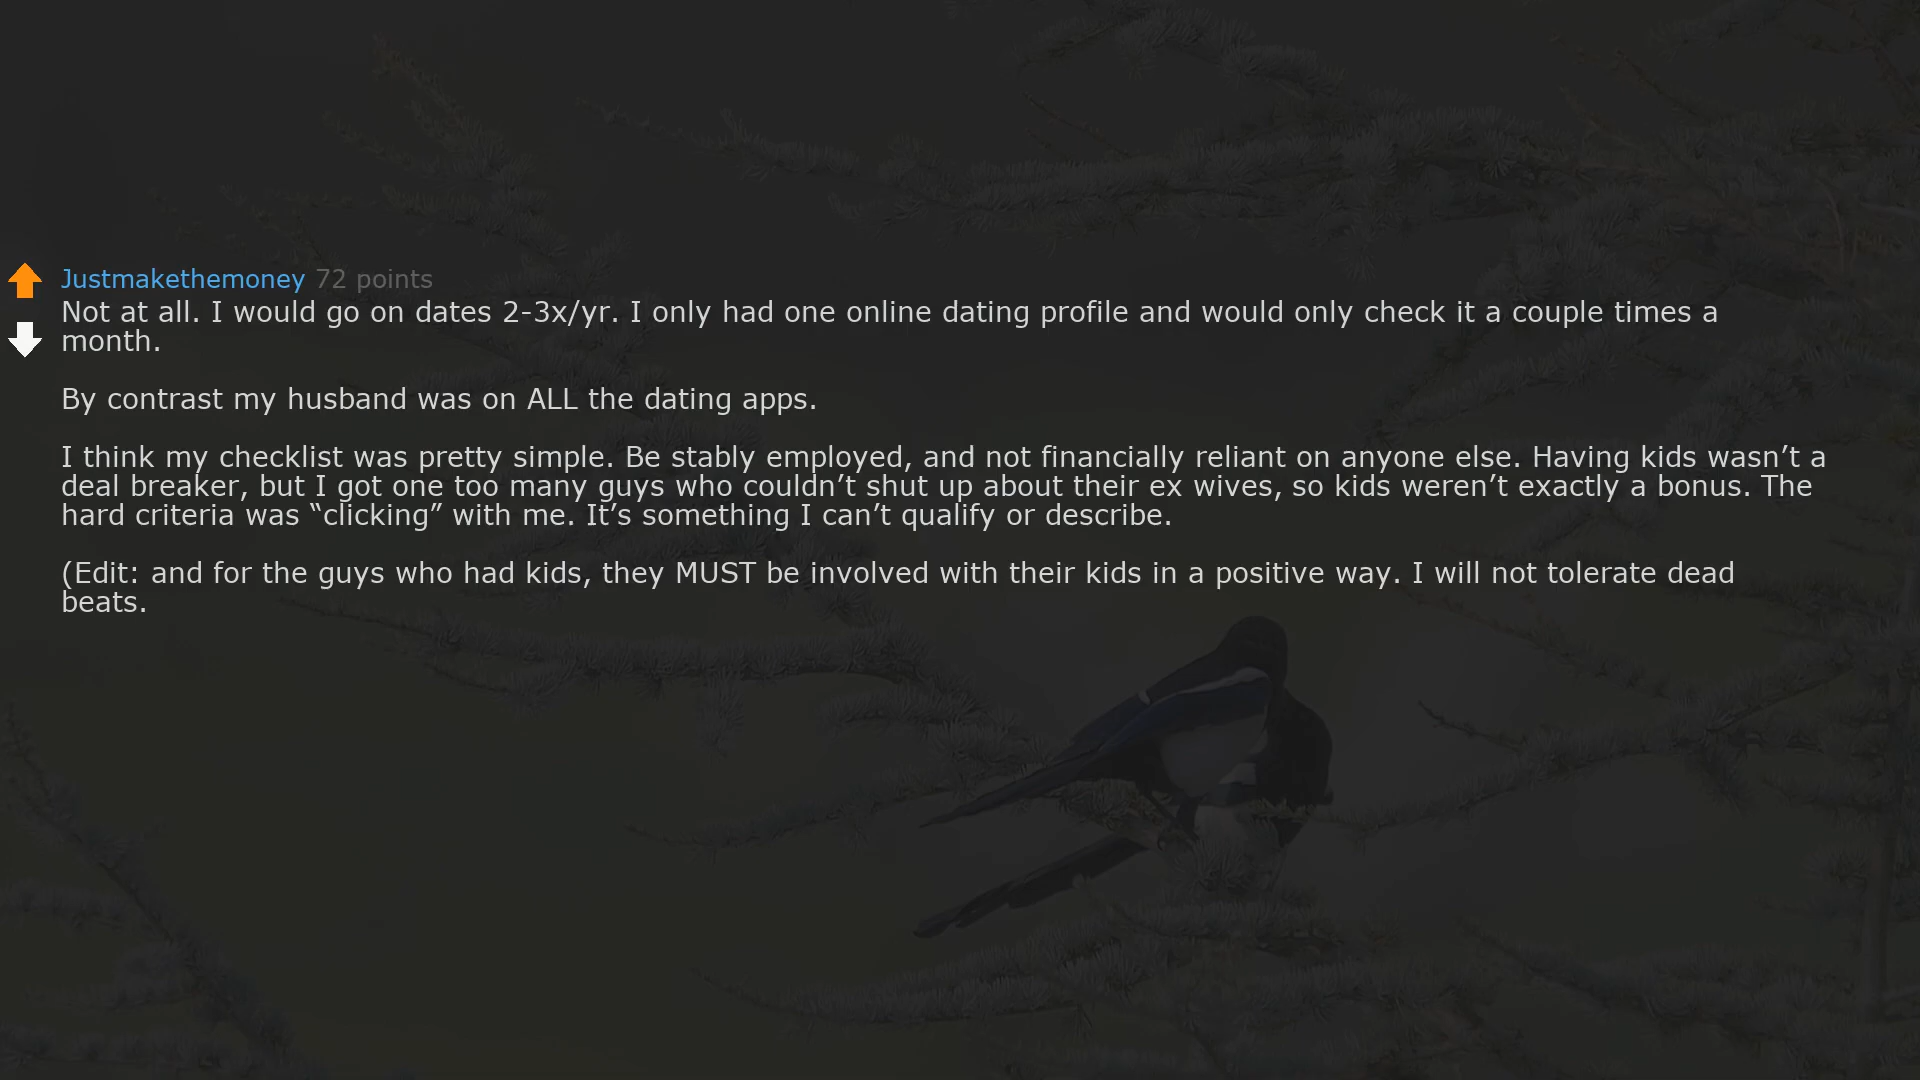 Justmakethemoney 72 points
Not at all. I would go on dates 2-3x/yr. I only had one online dating profile and would only check it a couple times a
month.
By contrast my husband was on ALL the dating apps.
I think my checklist was pretty simple. Be stably employed, and not financially reliant on anyone else. Having kids wasn’t a
deal breaker, but I got one too many guys who couldn’t shut up about their ex wives, so kids weren’t exactly a bonus. The
hard criteria was “clicking” with me. It’s something I can’t qualify or describe.
(Edit: and for the guys who had kids, they MUST be involved with their kids in a positive way. I will not tolerate dead
beats.